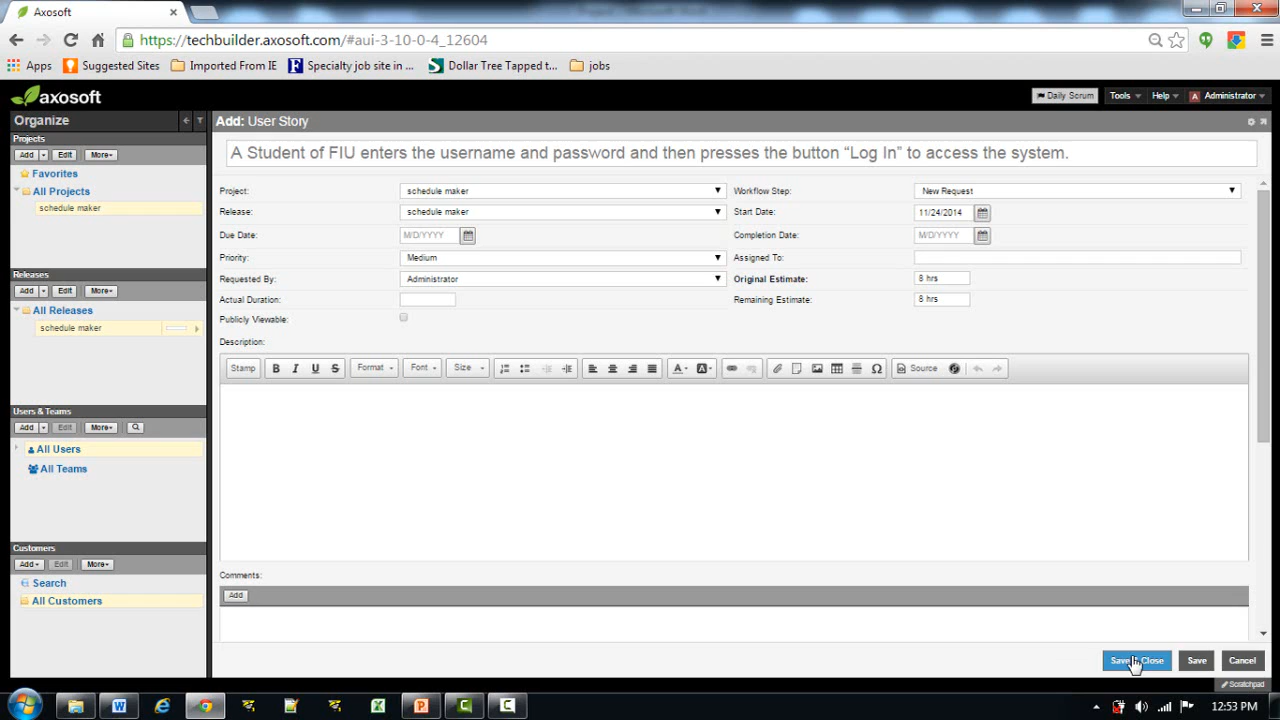 Axosoft
https://techbuilder.axosoft.com/#aui-3-10-0-4_12604
Apps Suggested Sites Imported From IE Specialty job site in ... Dollar Tree Tapped t... jobs
axosoft Daily Scrum Tools Help A Administrator
Organize
Add: User Story
Projects
Add Edit More
A Student of FIU enters the username and password and then presses the button “Log In” to access the system.
Favorites
All Projects
schedule maker
Project: schedule maker Workflow Step: New Request
Release: schedule maker Start Date: 11/24/2014
Due Date: M/D/YYYY Completion Date: M/D/YYYY
Priority: Medium Assigned To:
Requested By: Administrator Original Estimate: 8 hrs
Actual Duration: Remaining Estimate: 8 hrs
Publicly Viewable:
Description:
Releases
Add Edit More
All Releases
schedule maker
Stamp B I U S Format Font Size A A Ω Source
Users & Teams
Add Edit More
All Users
All Teams
Customers
Add Edit More
Search
All Customers
Comments:
Add
Save & Close Save Cancel
Scratchpad
12:53 PM